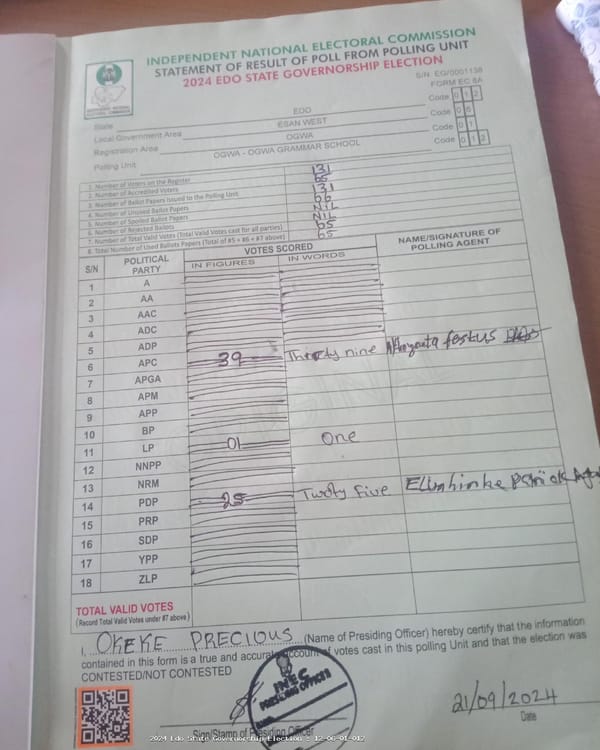 INDEPENDENT NATIONAL ELECTORAL COMMISSION
STATEMENT OF RESULT OF POLL FROM POLLING UNIT
2024 EDO STATE GOVERNORSHIP ELECTION
S/N EG/0001138
FORM EC 8A
State EDO Code 0 1 2
Local Government Area ESAN WEST Code 0 6
Registration Area OGWA Code 0 1
Polling Unit OGWA - OGWA GRAMMAR SCHOOL Code 0 1 2
1. Number of Voters on the Register 131
2. Number of Accredited Voters 65
3. Number of Ballot Papers Issued to the Polling Unit 131
4. Number of Unused Ballot Papers 66
5. Number of Spoiled Ballot Papers NIL
6. Number of Rejected Ballots NIL
7. Number of Total Valid Votes (Total Valid Votes cast for all parties) 65
8. Total Number of Used Ballots Papers (Total of #5 + #6 + #7 above) 65
S/N POLITICAL PARTY VOTES SCORED NAME/SIGNATURE OF POLLING AGENT
IN FIGURES IN WORDS
1 A
2 AA
3 AAC
4 ADC
5 ADP
6 APC 39 Thirty nine festus
7 APGA
8 APM
9 APP
10 BP
11 LP 01 One
12 NNPP
13 NRM
14 PDP 25 Twenty five
15 PRP
16 SDP
17 YPP
18 ZLP
TOTAL VALID VOTES
(Record Total Valid Votes under #7 above)
I, OKEKE PRECIOUS (Name of Presiding Officer) hereby certify that the information
contained in this form is a true and accurate account of votes cast in this polling Unit and that the election was
CONTESTED/NOT CONTESTED
INEC
PRESIDING OFFICER
21/09/2024
Sign/Stamp of Presiding Officer Date
2024 Edo State Governorship Election : 12-06-01-012